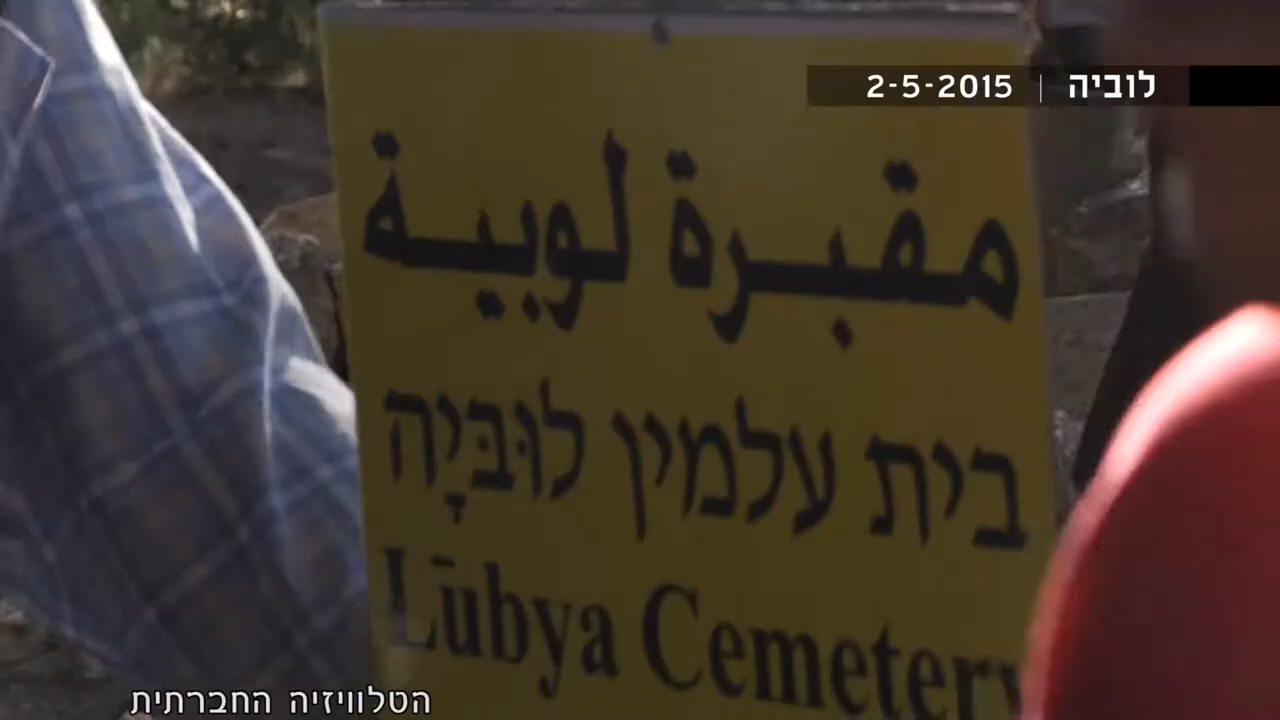 לוביה | 2-5-2015
مقبرة لوبية
בית עלמין לוּבְּיָה
Lūbya Cemetery
הטלוויזיה החברתית